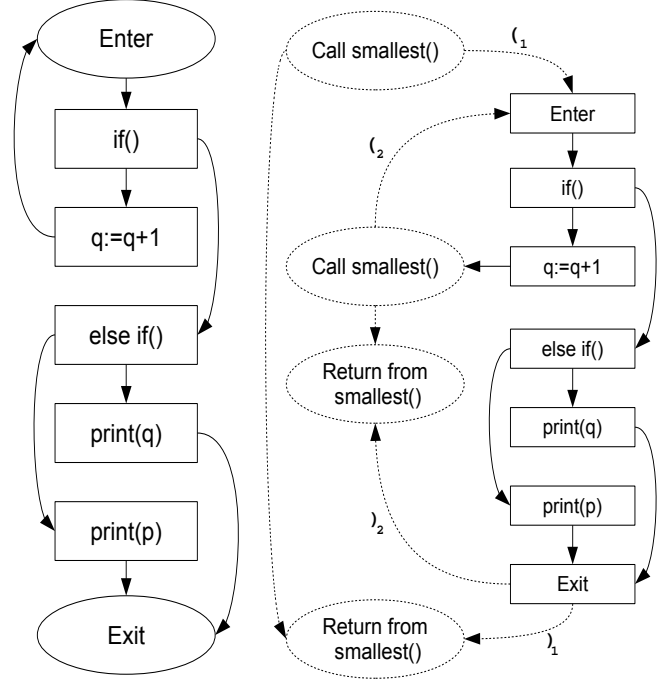 Enter
if()
q:=q+1
else if()
print(q)
print(p)
Exit
Call smallest()
(₁
Enter
(₂
if()
Call smallest()
q:=q+1
else if()
Return from
smallest()
print(q)
print(p)
)₂
Exit
Return from
smallest()
)₁